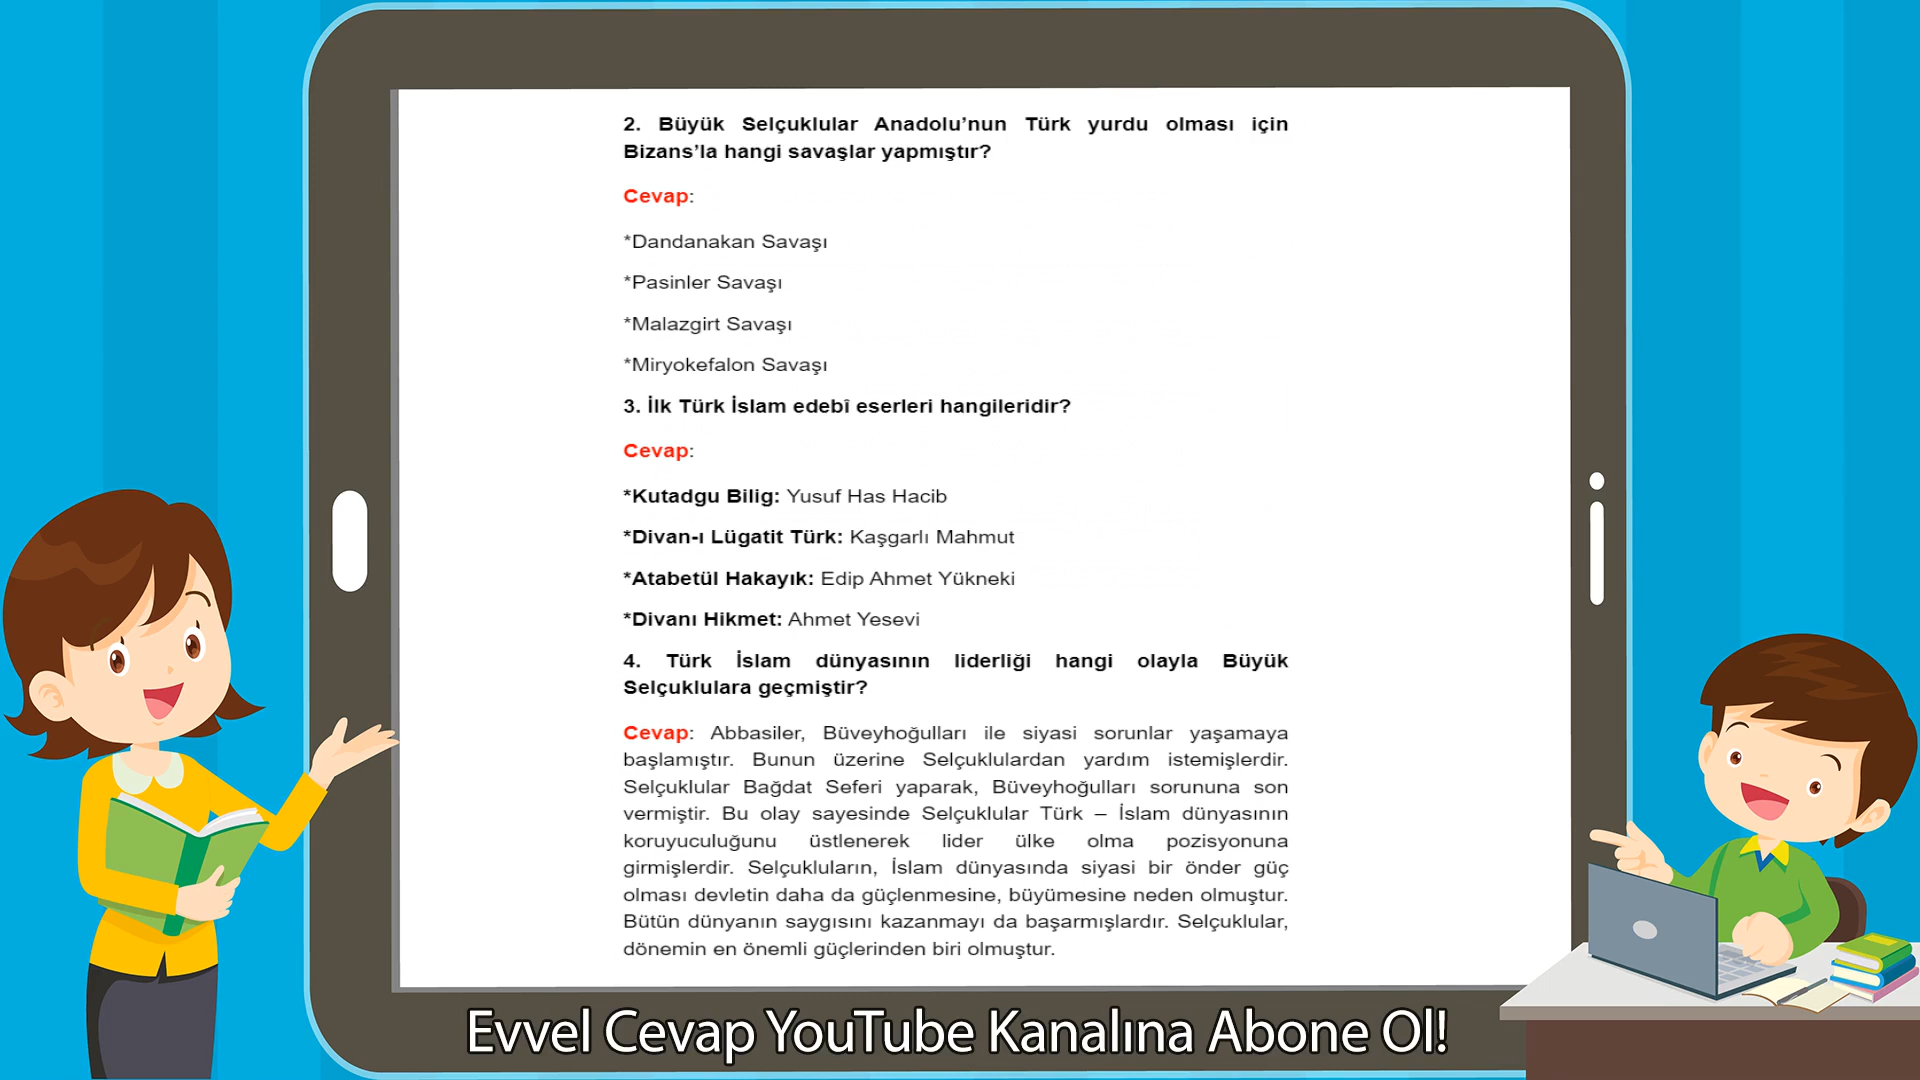 2. Büyük Selçuklular Anadolu’nun Türk yurdu olması için
Bizans’la hangi savaşlar yapmıştır?
Cevap:
*Dandanakan Savaşı
*Pasinler Savaşı
*Malazgirt Savaşı
*Miryokefalon Savaşı
3. İlk Türk İslam edebî eserleri hangileridir?
Cevap:
*Kutadgu Bilig: Yusuf Has Hacib
*Divan-ı Lügatit Türk: Kaşgarlı Mahmut
*Atabetül Hakayık: Edip Ahmet Yükneki
*Divanı Hikmet: Ahmet Yesevi
4. Türk İslam dünyasının liderliği hangi olayla Büyük
Selçuklulara geçmiştir?
Cevap: Abbasiler, Büveyhoğulları ile siyasi sorunlar yaşamaya
başlamıştır. Bunun üzerine Selçuklulardan yardım istemişlerdir.
Selçuklular Bağdat Seferi yaparak, Büveyhoğulları sorununa son
vermiştir. Bu olay sayesinde Selçuklular Türk – İslam dünyasının
koruyuculuğunu üstlenerek lider ülke olma pozisyonuna
girmişlerdir. Selçukluların, İslam dünyasında siyasi bir önder güç
olması devletin daha da güçlenmesine, büyümesine neden olmuştur.
Bütün dünyanın saygısını kazanmayı da başarmışlardır. Selçuklular,
dönemin en önemli güçlerinden biri olmuştur.
Evvel Cevap YouTube Kanalına Abone Ol!